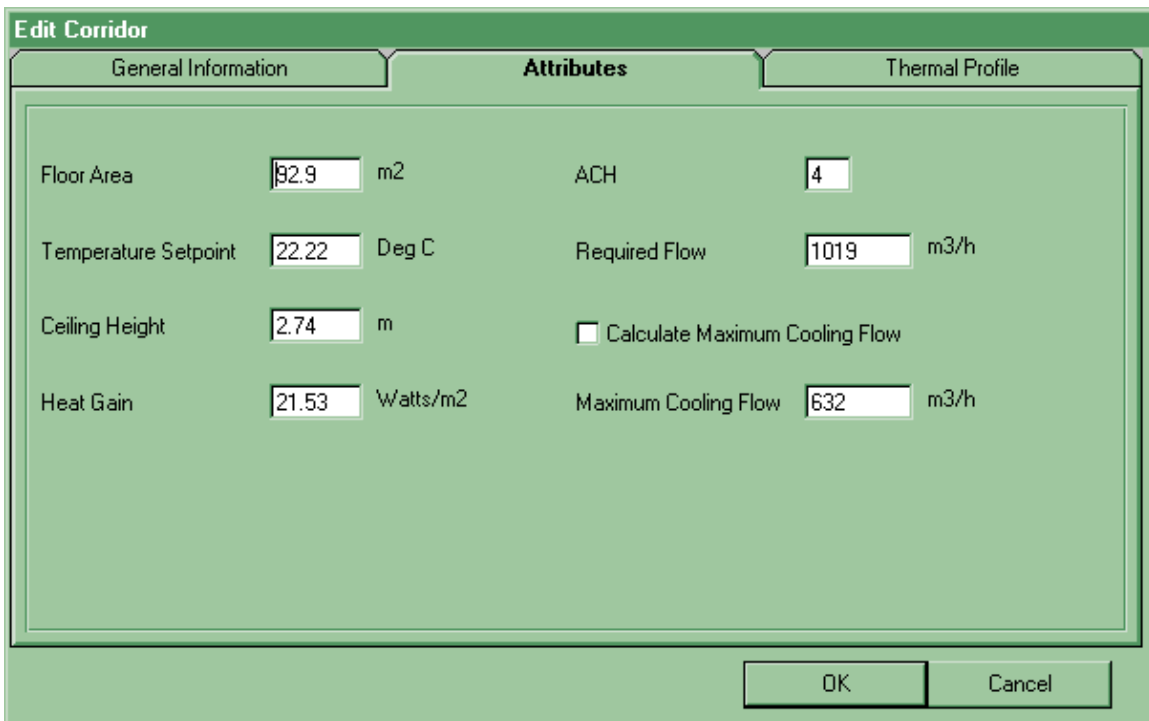 Edit Corridor
General Information Attributes Thermal Profile
Floor Area 92.9 m2 ACH 4
Temperature Setpoint 22.22 Deg C Required Flow 1019 m3/h
Ceiling Height 2.74 m Calculate Maximum Cooling Flow
Heat Gain 21.53 Watts/m2 Maximum Cooling Flow 632 m3/h
OK Cancel